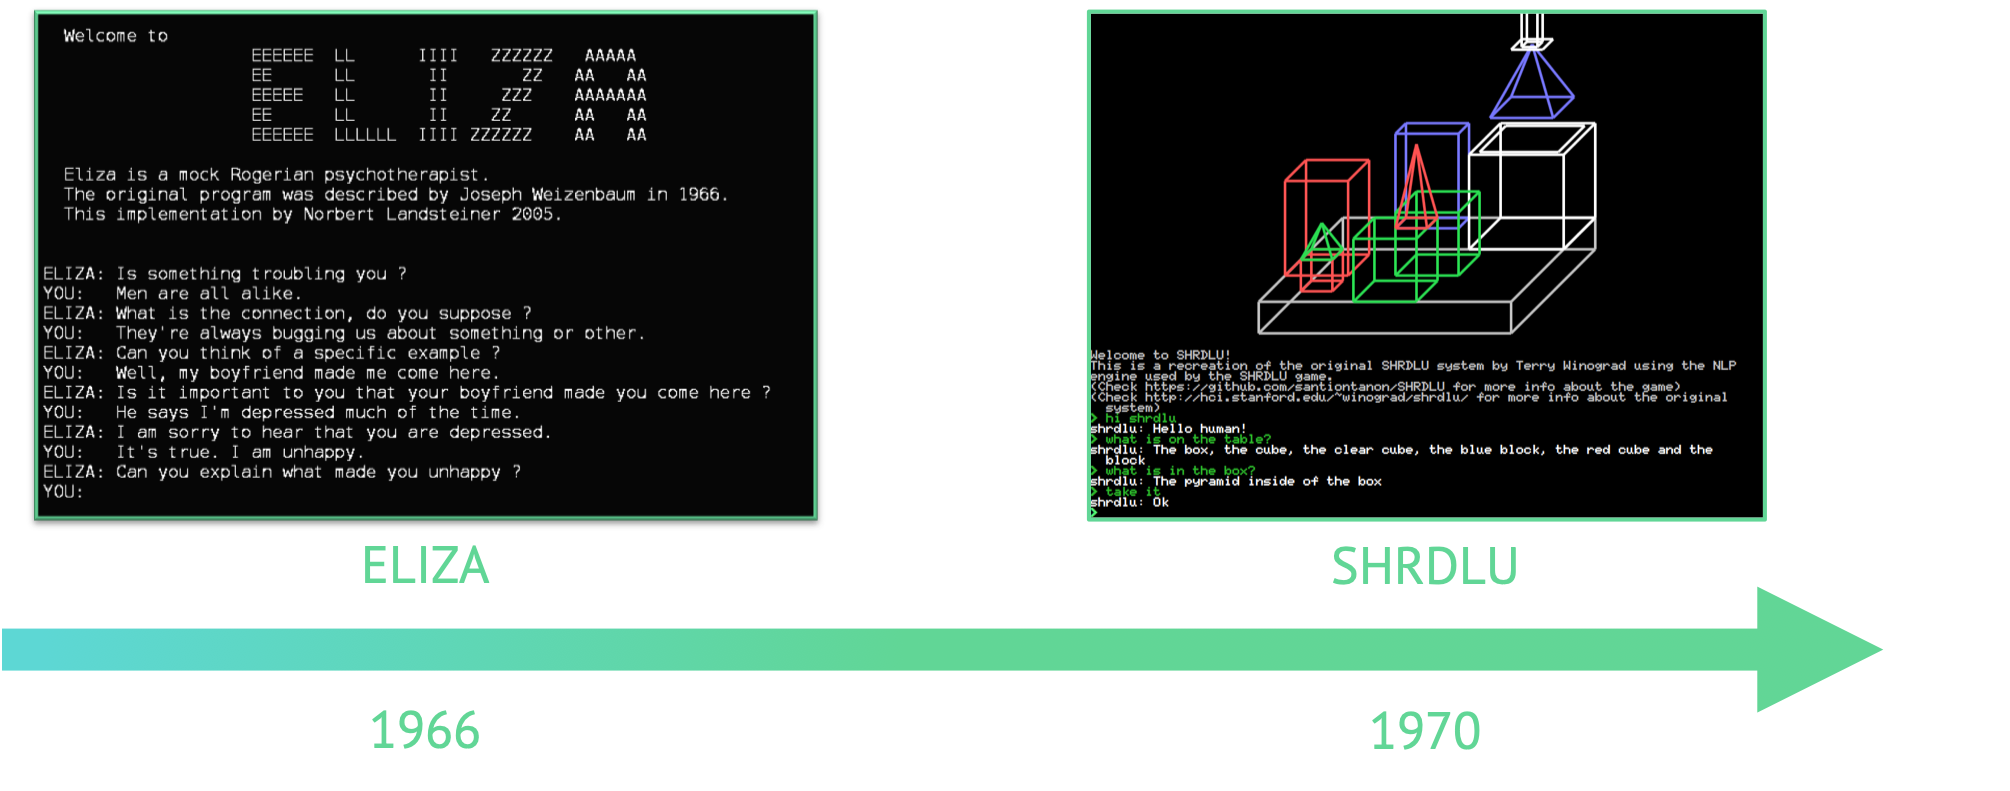 Welcome to
EEEEEE LL IIII ZZZZZZ AAAAA
EE LL II ZZ AA AA
EEEEE LL II ZZZ AAAAAAA
EE LL II ZZ AA AA
EEEEEE LLLLLL IIII ZZZZZZ AA AA
Eliza is a mock Rogerian psychotherapist.
The original program was described by Joseph Weizenbaum in 1966.
This implementation by Norbert Landsteiner 2005.
ELIZA: Is something troubling you ?
YOU: Men are all alike.
ELIZA: What is the connection, do you suppose ?
YOU: They're always bugging us about something or other.
ELIZA: Can you think of a specific example ?
YOU: Well, my boyfriend made me come here.
ELIZA: Is it important to you that your boyfriend made you come here ?
YOU: He says I'm depressed much of the time.
ELIZA: I am sorry to hear that you are depressed.
YOU: It's true. I am unhappy.
ELIZA: Can you explain what made you unhappy ?
YOU:
Welcome to SHRDLU!
This is a recreation of the original SHRDLU system by Terry Winograd using the NLP
engine used by the SHRDLU game.
(Check https://github.com/santiontanon/SHRDLU for more info about the game)
(Check http://hci.stanford.edu/~winograd/shrdlu/ for more info about the original
system)
> hi shrdlu
shrdlu: Hello human!
> what is on the table?
shrdlu: The box, the cube, the clear cube, the blue block, the red cube and the
block
> what is in the box?
shrdlu: The pyramid inside of the box
> take it
shrdlu: Ok
>
ELIZA
SHRDLU
1966
1970